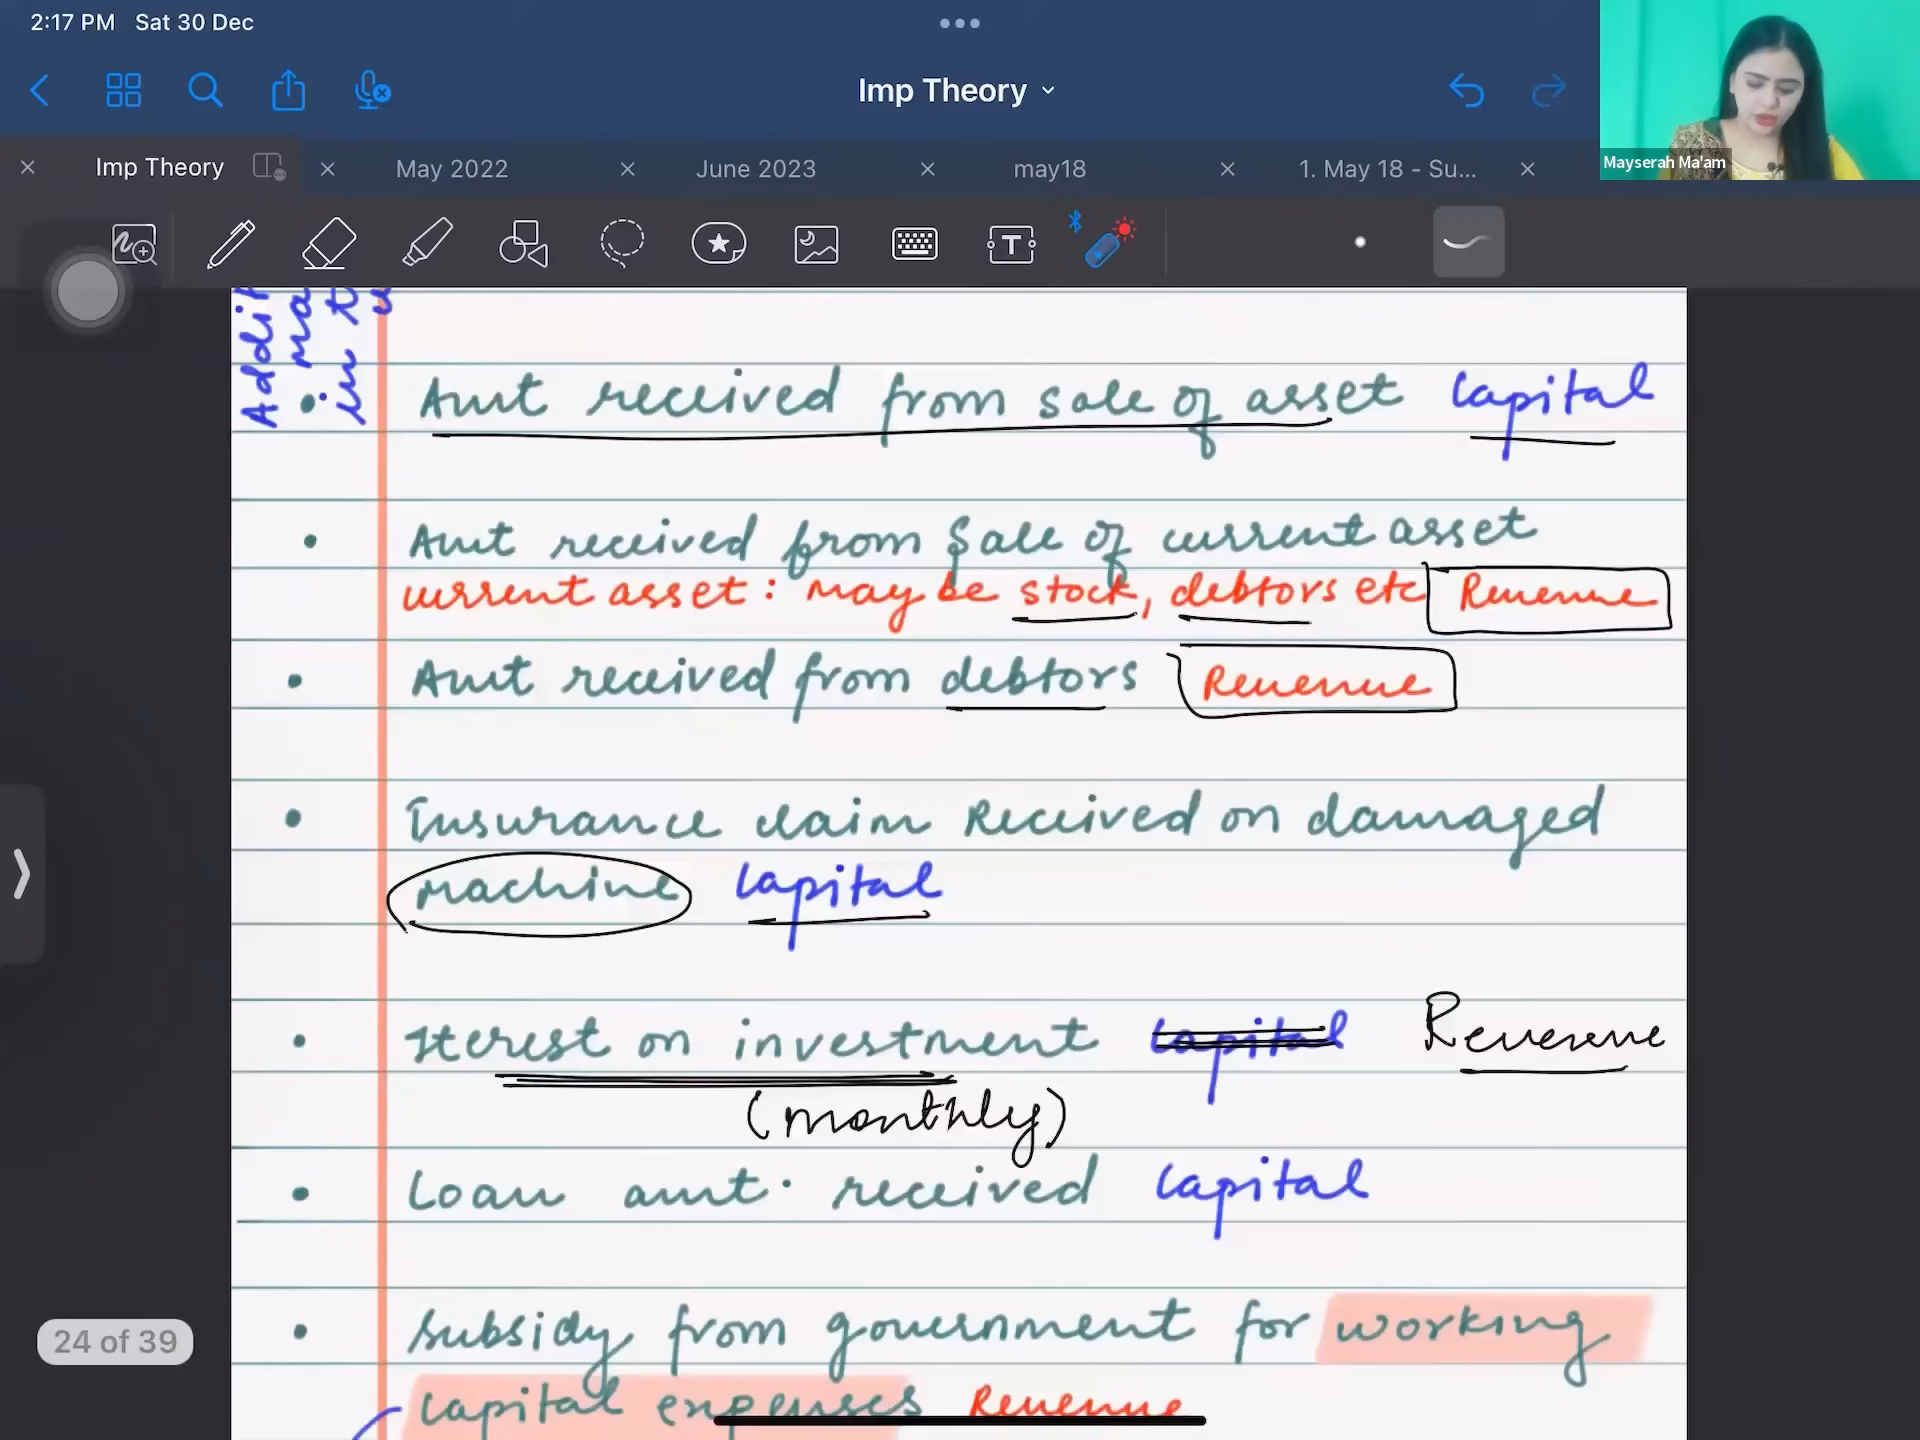 2:17 PM Sat 30 Dec
Imp Theory
Mayserah Ma'am
Imp Theory
May 2022
June 2023
may18
1. May 18 - Su...
T
Addit
ma
in t
Amt received from sale of asset Capital
Amt received from sale of current asset
current asset: may be stock, debtors etc Revenue
Amt received from debtors Revenue
Insurance claim Received on damaged
machine Capital
Iterest on investment Capital Revenue
(monthly)
Loan amt. received Capital
Subsidy from government for working
capital expenses Revenue
24 of 39